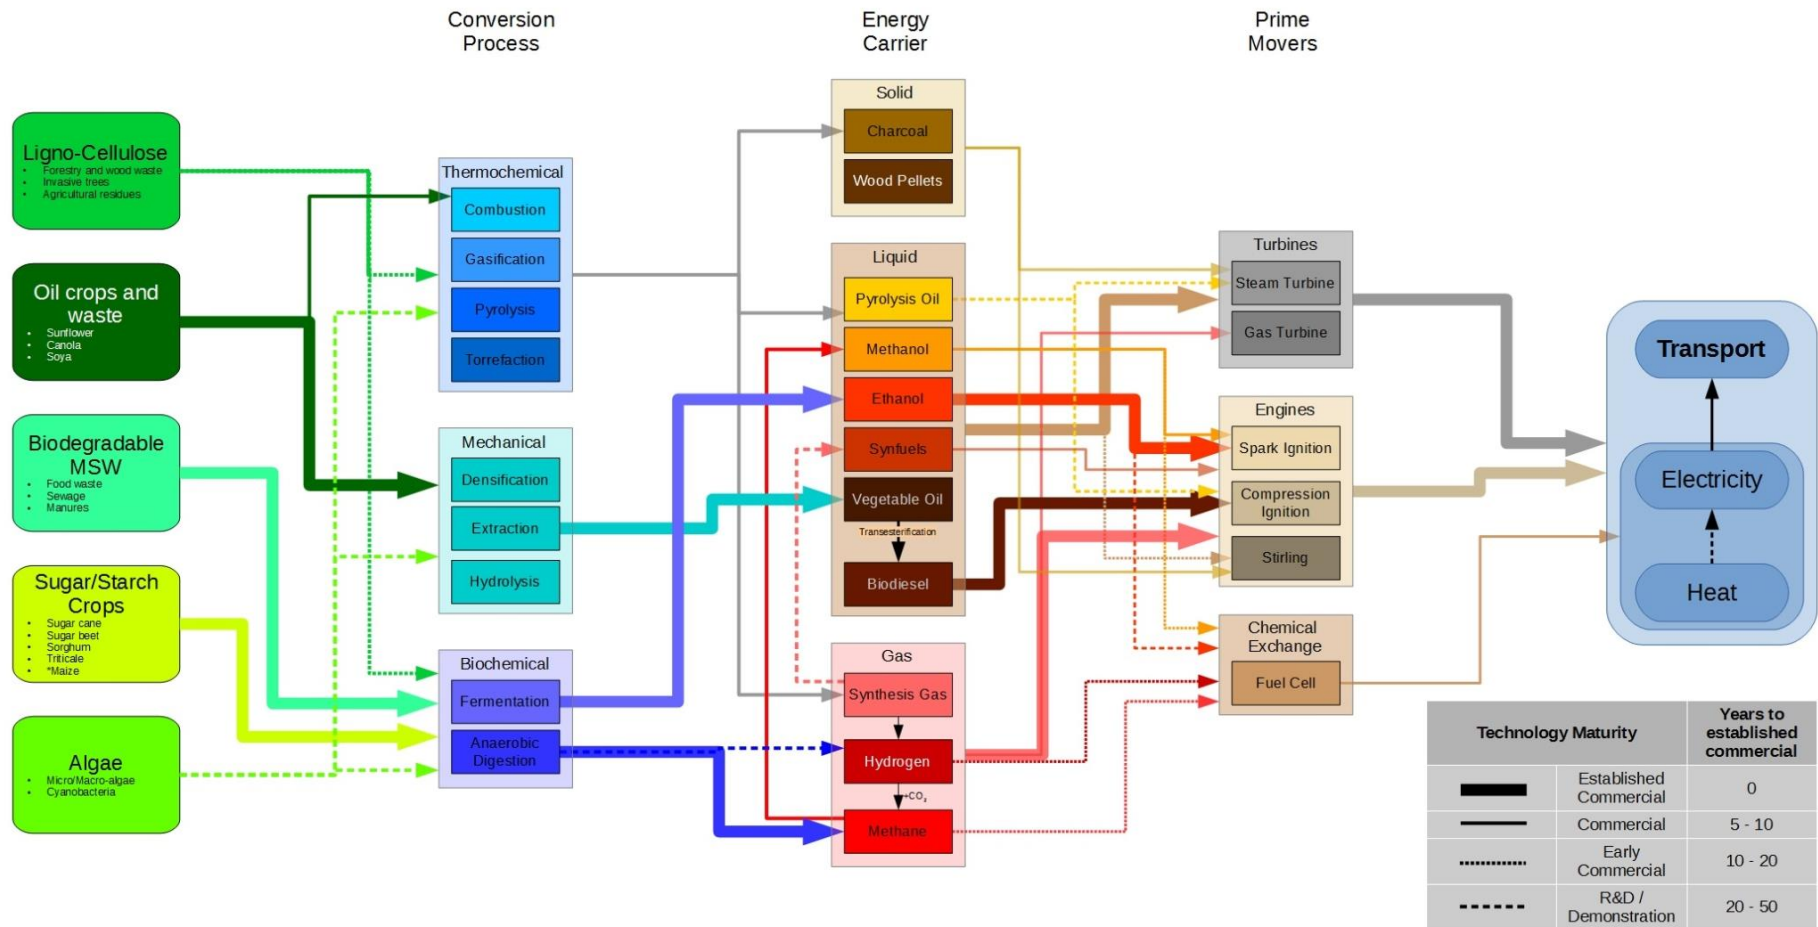 Conversion
Process
Energy
Carrier
Prime
Movers
Ligno-Cellulose
• Forestry and wood waste
• Invasive trees
• Agricultural residues
Oil crops and
waste
• Sunflower
• Canola
• Soya
Biodegradable
MSW
• Food waste
• Sewage
• Manures
Sugar/Starch
Crops
• Sugar cane
• Sugar beet
• Sorghum
• Triticale
• *Maize
Algae
• Micro/Macro-algae
• Cyanobacteria
Thermochemical
Combustion
Gasification
Pyrolysis
Torrefaction
Mechanical
Densification
Extraction
Hydrolysis
Biochemical
Fermentation
Anaerobic
Digestion
Solid
Charcoal
Wood Pellets
Liquid
Pyrolysis Oil
Methanol
Ethanol
Synfuels
Vegetable Oil
Transesterification
Biodiesel
Gas
Synthesis Gas
Hydrogen
+CO₂
Methane
Turbines
Steam Turbine
Gas Turbine
Engines
Spark Ignition
Compression
Ignition
Stirling
Chemical
Exchange
Fuel Cell
Transport
Electricity
Heat
Technology Maturity
Years to
established
commercial
Established
Commercial
0
Commercial
5 - 10
Early
Commercial
10 - 20
R&D /
Demonstration
20 - 50